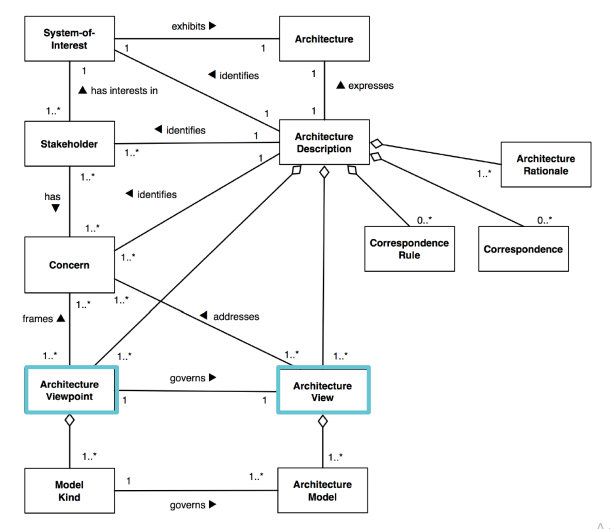 exhibits ▶
System-of-
Interest
Architecture
1
1
1
1
◀ identifies
▲ has interests in
▲ expresses
1..*
1
1
Stakeholder
◀ identifies
1
Architecture
Description
1..*
1
Architecture
Rationale
1..*
1..*
has
▼
◀ identifies
1..*
0..*
0..*
Concern
1..*
Correspondence
Rule
Correspondence
1..*
1..*
frames ▲
◀ addresses
1..*
1..*
1..*
1..*
Architecture
Viewpoint
governs ▶
Architecture
View
1
1
1..*
1..*
Model
Kind
1
1..*
Architecture
Model
governs ▶